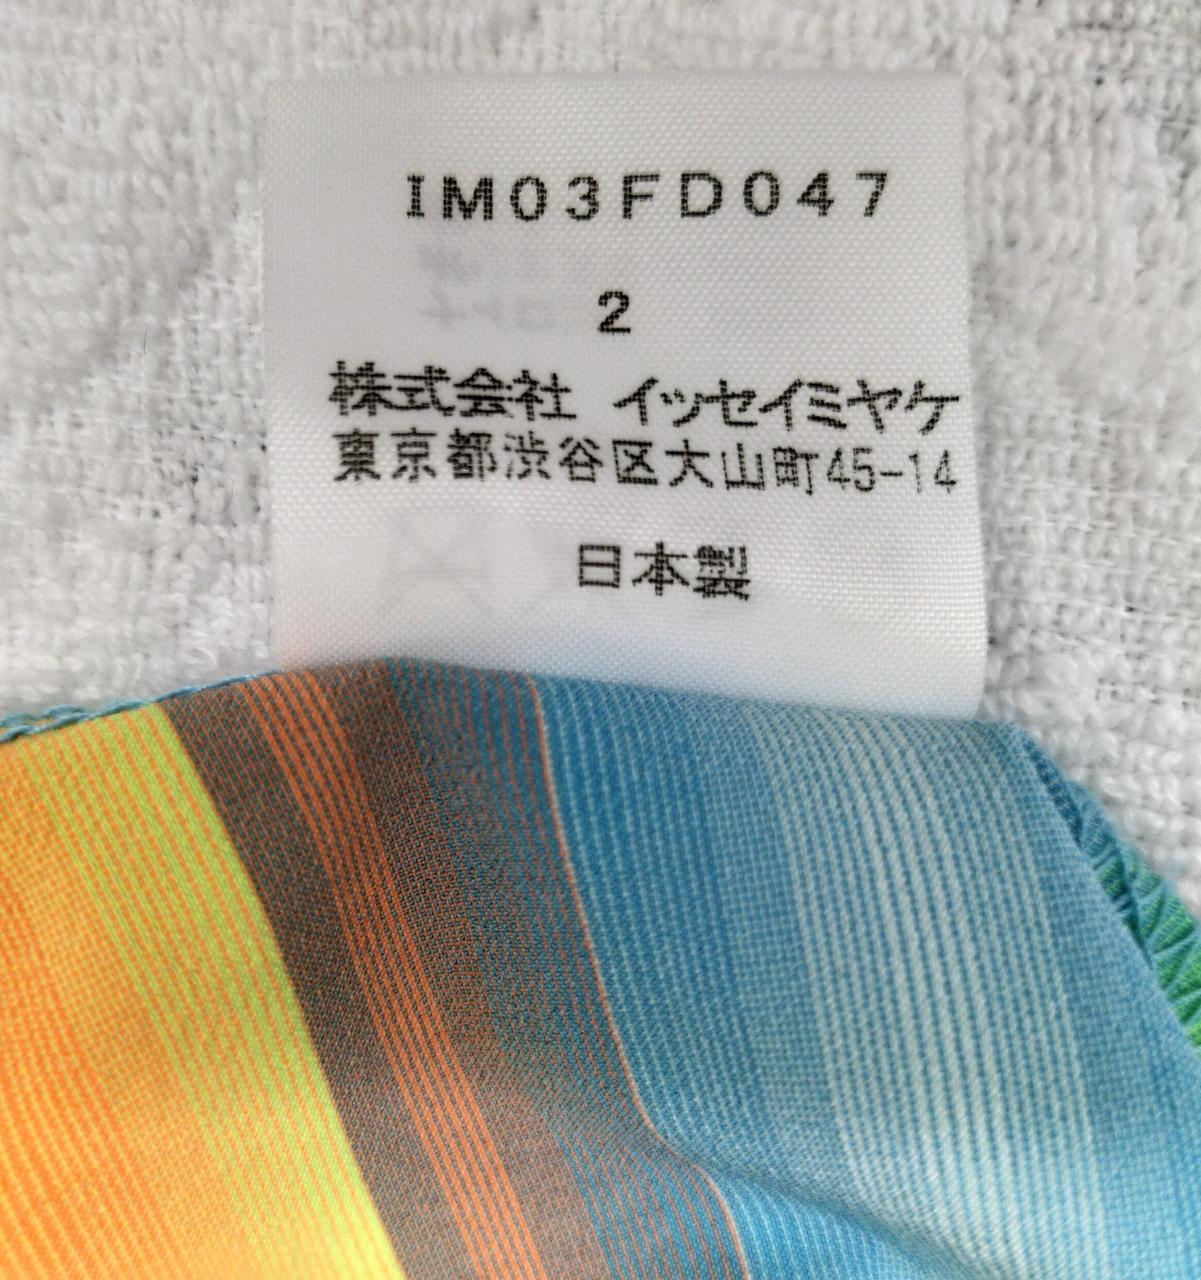 IM03FD047
2
株式会社 イッセイミヤケ
東京都渋谷区大山町45-14
日本製